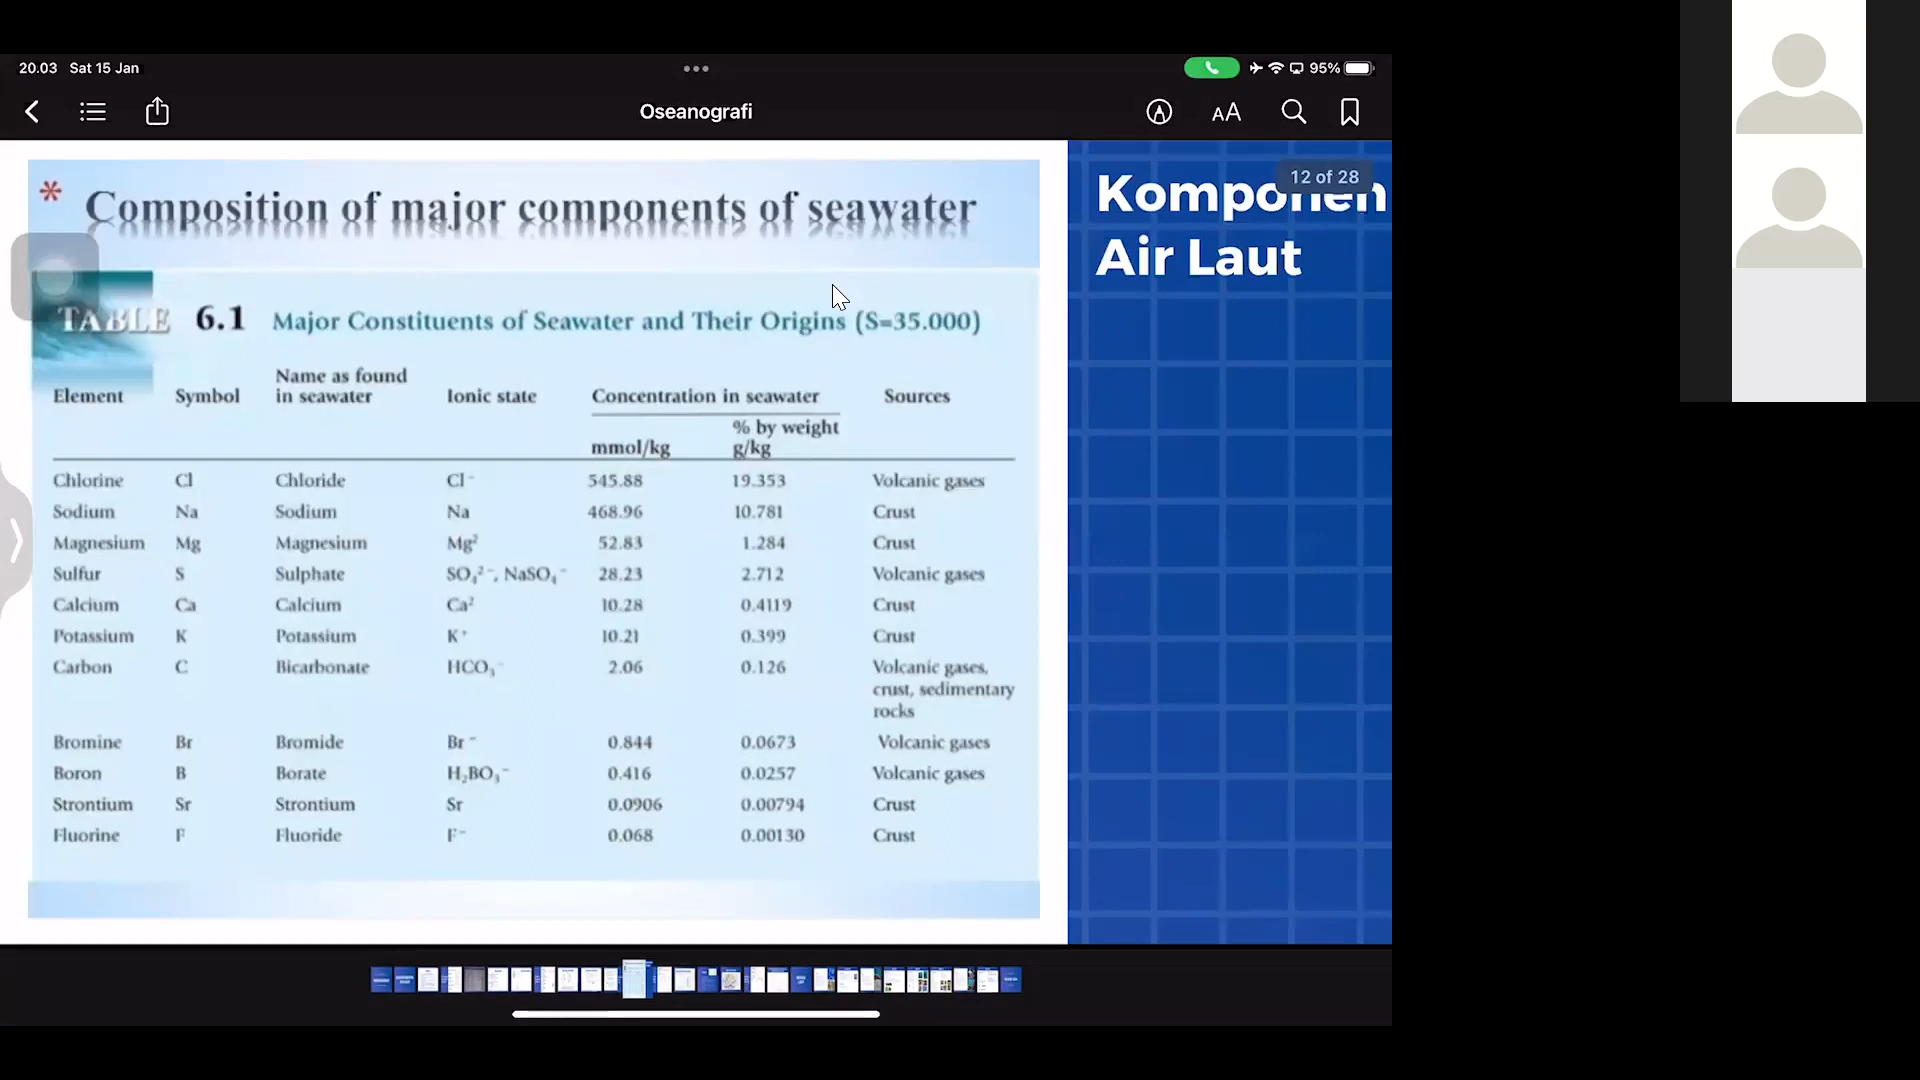 20.03 Sat 15 Jan
95%
Oseanografi
AA
* Composition of major components of seawater
Komponen
12 of 28
Air Laut
TABLE 6.1 Major Constituents of Seawater and Their Origins (S=35.000)
Element Symbol Name as found in seawater Ionic state Concentration in seawater Sources
mmol/kg % by weight g/kg
Chlorine Cl Chloride Cl⁻ 545.88 19.353 Volcanic gases
Sodium Na Sodium Na 468.96 10.781 Crust
Magnesium Mg Magnesium Mg² 52.83 1.284 Crust
Sulfur S Sulphate SO₄²⁻, NaSO₄⁻ 28.23 2.712 Volcanic gases
Calcium Ca Calcium Ca² 10.28 0.4119 Crust
Potassium K Potassium K⁺ 10.21 0.399 Crust
Carbon C Bicarbonate HCO₃⁻ 2.06 0.126 Volcanic gases,
crust, sedimentary
rocks
Bromine Br Bromide Br⁻ 0.844 0.0673 Volcanic gases
Boron B Borate H₂BO₃⁻ 0.416 0.0257 Volcanic gases
Strontium Sr Strontium Sr 0.0906 0.00794 Crust
Fluorine F Fluoride F⁻ 0.068 0.00130 Crust